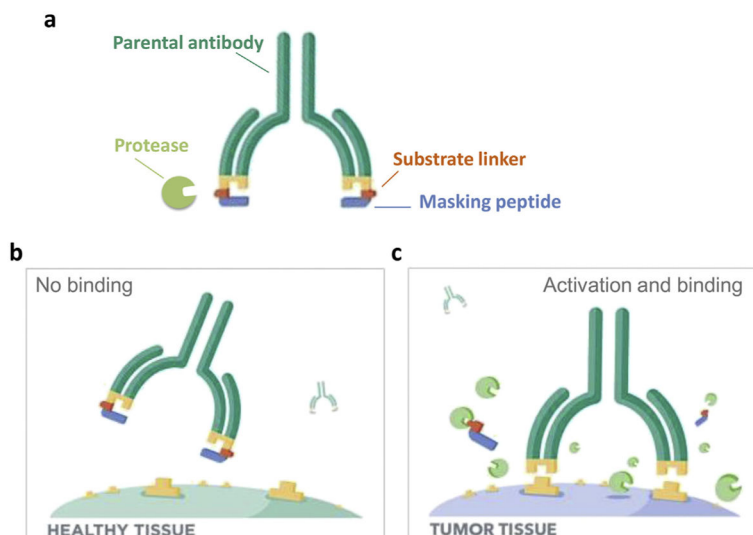 a
Parental antibody
Protease
Substrate linker
Masking peptide
b
No binding
HEALTHY TISSUE
c
Activation and binding
TUMOR TISSUE